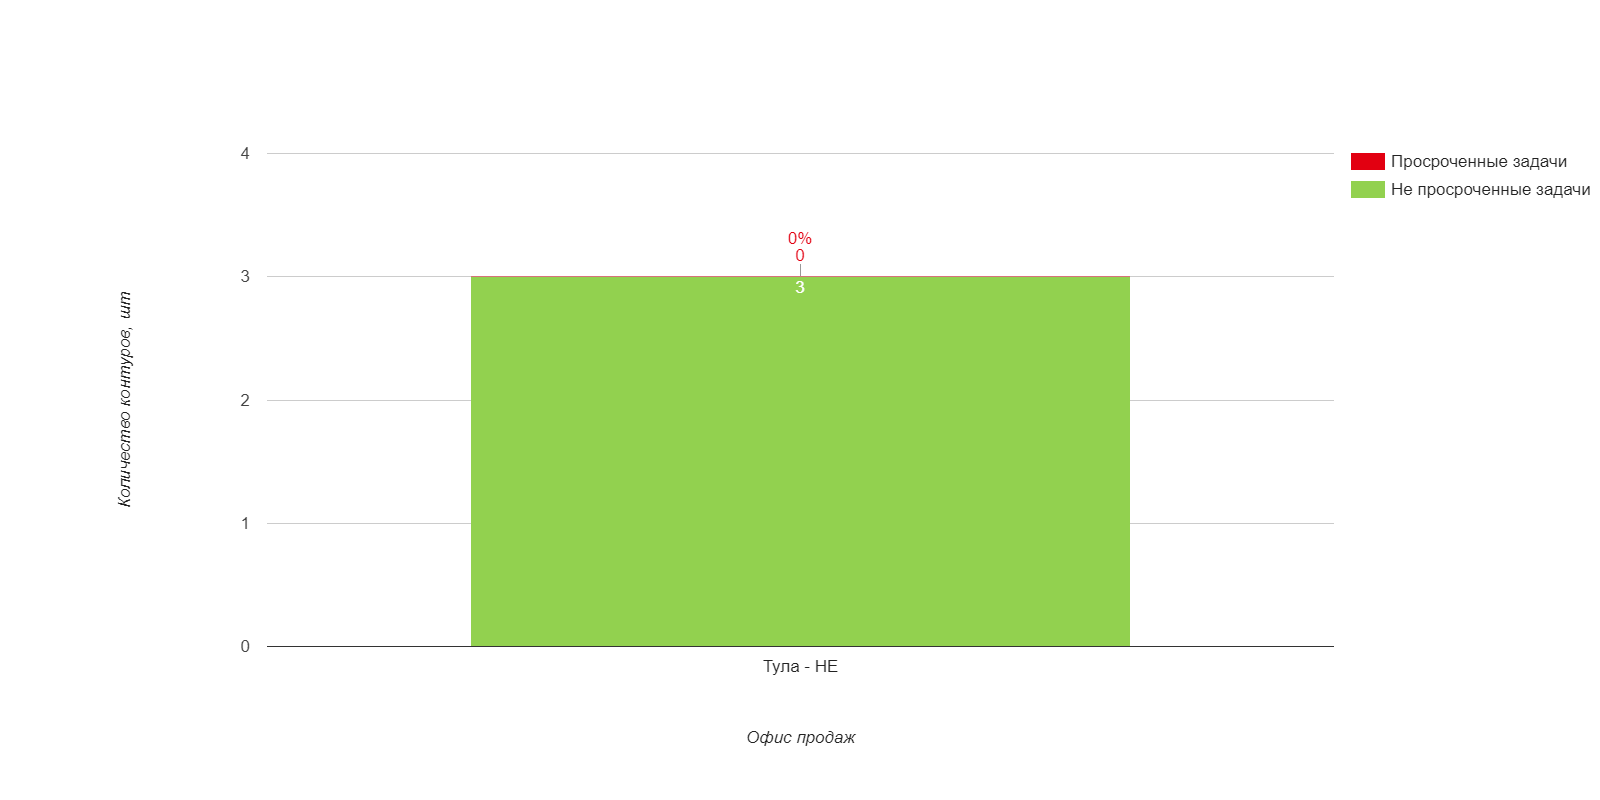 4
3
2
1
0
Количество контуров, шт
0%
0
3
Тула - НЕ
Офис продаж
Просроченные задачи
Не просроченные задачи